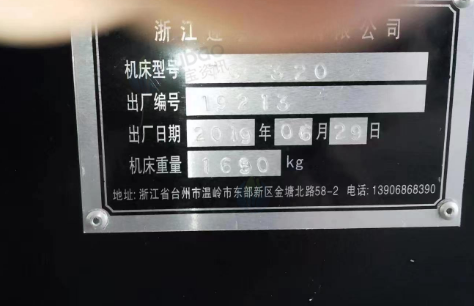 浙江 限公司
机床型号 320
出厂编号
出厂日期 2019年06月29日
机床重量 1680 kg
地址:浙江省台州市温岭市东部新区金塘北路58-2 电话:13906868390